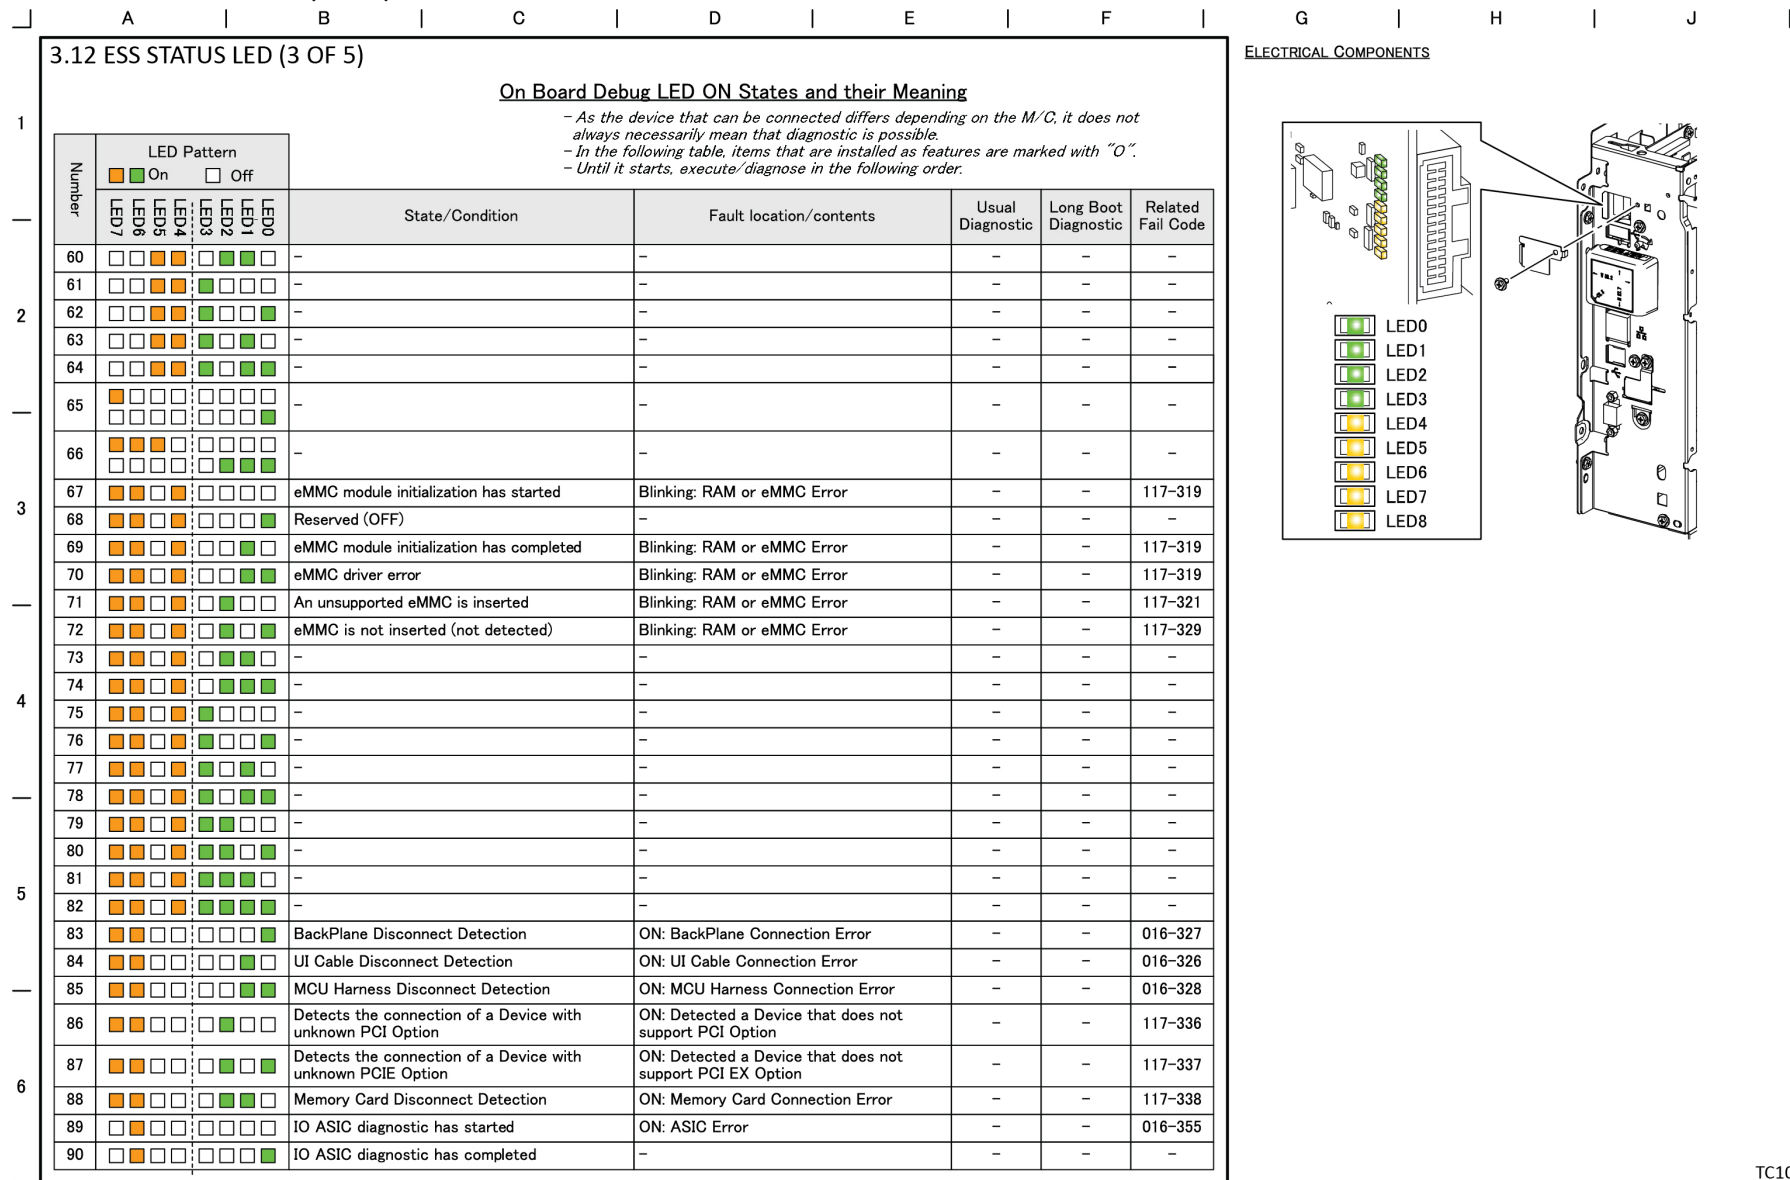 A B C D E F G H J
3.12 ESS STATUS LED (3 OF 5)
ELECTRICAL COMPONENTS
On Board Debug LED ON States and their Meaning
- As the device that can be connected differs depending on the M/C, it does not
always necessarily mean that diagnostic is possible.
- In the following table, items that are installed as features are marked with "O".
- Until it starts, execute/diagnose in the following order.
1
2
3
4
5
6
Number
LED Pattern
On Off
LED7 LED6 LED5 LED4 LED3 LED2 LED1 LED0
State/Condition
Fault location/contents
Usual
Diagnostic
Long Boot
Diagnostic
Related
Fail Code
60 - - - - -
61 - - - - -
62 - - - - -
63 - - - - -
64 - - - - -
65 - - - - -
66 - - - - -
67 eMMC module initialization has started Blinking: RAM or eMMC Error - - 117-319
68 Reserved (OFF) - - - -
69 eMMC module initialization has completed Blinking: RAM or eMMC Error - - 117-319
70 eMMC driver error Blinking: RAM or eMMC Error - - 117-319
71 An unsupported eMMC is inserted Blinking: RAM or eMMC Error - - 117-321
72 eMMC is not inserted (not detected) Blinking: RAM or eMMC Error - - 117-329
73 - - - - -
74 - - - - -
75 - - - - -
76 - - - - -
77 - - - - -
78 - - - - -
79 - - - - -
80 - - - - -
81 - - - - -
82 - - - - -
83 BackPlane Disconnect Detection ON: BackPlane Connection Error - - 016-327
84 UI Cable Disconnect Detection ON: UI Cable Connection Error - - 016-326
85 MCU Harness Disconnect Detection ON: MCU Harness Connection Error - - 016-328
86 Detects the connection of a Device with
unknown PCI Option
ON: Detected a Device that does not
support PCI Option
- - 117-336
87 Detects the connection of a Device with
unknown PCIE Option
ON: Detected a Device that does not
support PCI EX Option
- - 117-337
88 Memory Card Disconnect Detection ON: Memory Card Connection Error - - 117-338
89 IO ASIC diagnostic has started ON: ASIC Error - - 016-355
90 IO ASIC diagnostic has completed - - - -
LED0
LED1
LED2
LED3
LED4
LED5
LED6
LED7
LED8
TC10